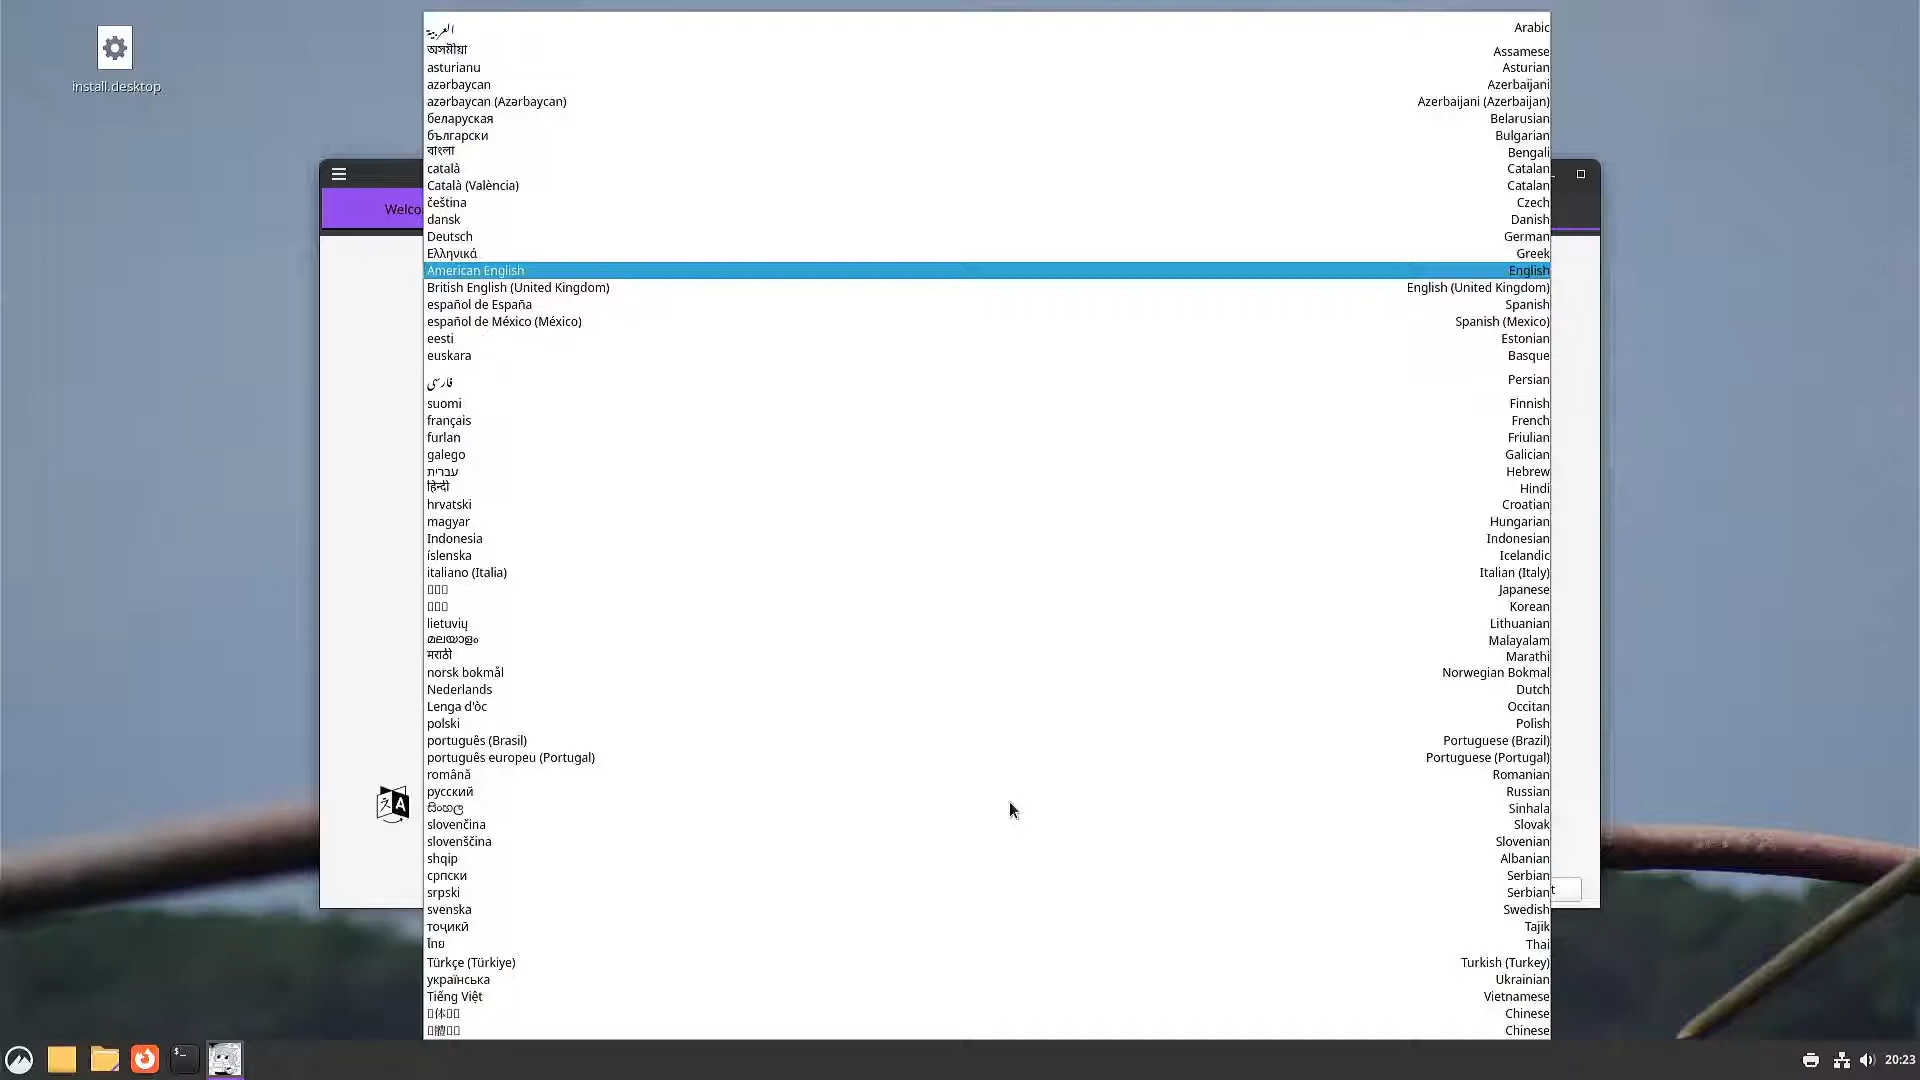 install.desktop
Welco
العربية Arabic
অসমীয়া Assamese
asturianu Asturian
azərbaycan Azerbaijani
azərbaycan (Azərbaycan) Azerbaijani (Azerbaijan)
беларуская Belarusian
български Bulgarian
বাংলা Bengali
català Catalan
Català (València) Catalan
čeština Czech
dansk Danish
Deutsch German
Ελληνικά Greek
American English English
British English (United Kingdom) English (United Kingdom)
español de España Spanish
español de México (México) Spanish (Mexico)
eesti Estonian
euskara Basque
فارسی Persian
suomi Finnish
français French
furlan Friulian
galego Galician
עברית Hebrew
हिन्दी Hindi
hrvatski Croatian
magyar Hungarian
Indonesia Indonesian
íslenska Icelandic
italiano (Italia) Italian (Italy)
Japanese
Korean
lietuvių Lithuanian
മലയാളം Malayalam
मराठी Marathi
norsk bokmål Norwegian Bokmal
Nederlands Dutch
Lenga d'òc Occitan
polski Polish
português (Brasil) Portuguese (Brazil)
português europeu (Portugal) Portuguese (Portugal)
română Romanian
русский Russian
සිංහල Sinhala
slovenčina Slovak
slovenščina Slovenian
shqip Albanian
српски Serbian
srpski Serbian
t
svenska Swedish
тоҷикӣ Tajik
ไทย Thai
Türkçe (Türkiye) Turkish (Turkey)
українська Ukrainian
Tiếng Việt Vietnamese
体 Chinese
體 Chinese
20:23